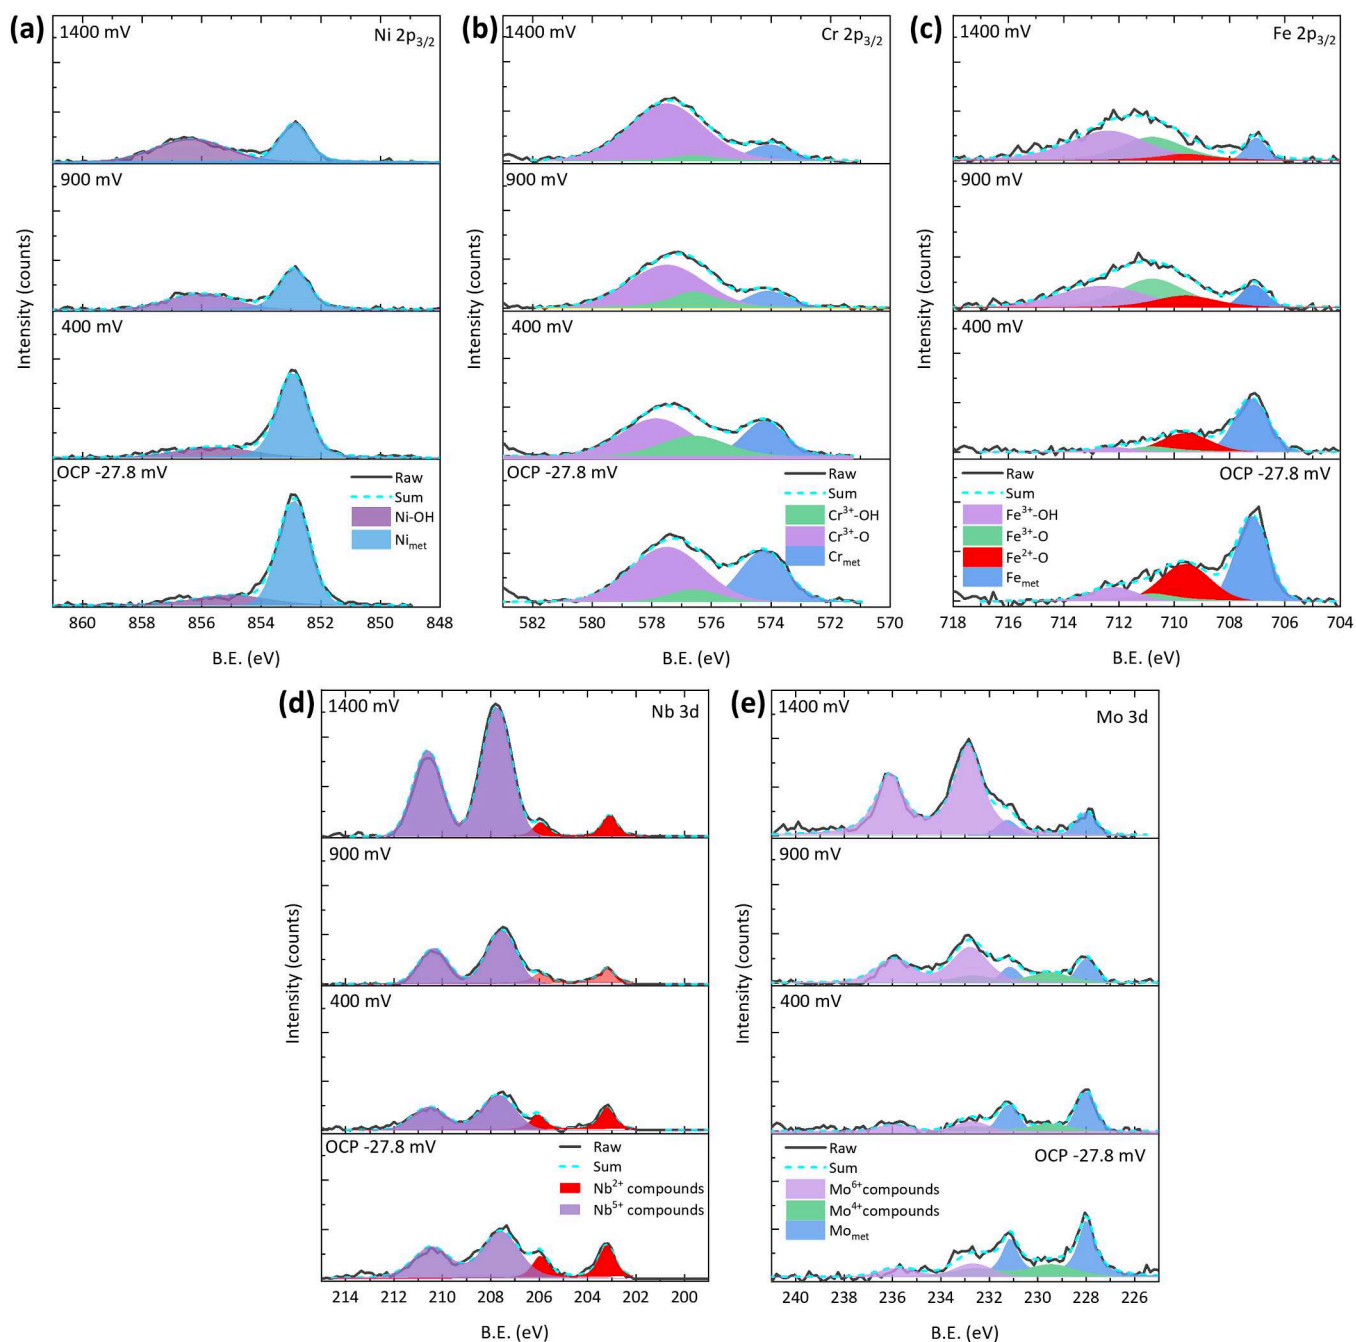 (a)
1400 mV
Ni 2p3/2
900 mV
400 mV
OCP -27.8 mV
Raw
Sum
Ni-OH
Nimet
860 858 856 854 852 850 848
B.E. (eV)
Intensity (counts)
(b)
1400 mV
Cr 2p3/2
900 mV
400 mV
OCP -27.8 mV
Raw
Sum
Cr3+-OH
Cr3+-O
Crmet
582 580 578 576 574 572 570
B.E. (eV)
(c)
1400 mV
Fe 2p3/2
900 mV
400 mV
OCP -27.8 mV
Raw
Sum
Fe3+-OH
Fe3+-O
Fe2+-O
Femet
718 716 714 712 710 708 706 704
B.E. (eV)
Intensity (counts)
(d)
1400 mV
Nb 3d
900 mV
400 mV
OCP -27.8 mV
Raw
Sum
Nb2+ compounds
Nb5+ compounds
214 212 210 208 206 204 202 200
B.E. (eV)
Intensity (counts)
(e)
1400 mV
Mo 3d
900 mV
400 mV
OCP -27.8 mV
Raw
Sum
Mo6+compounds
Mo4+compounds
Momet
240 238 236 234 232 230 228 226
B.E. (eV)
Intensity (counts)